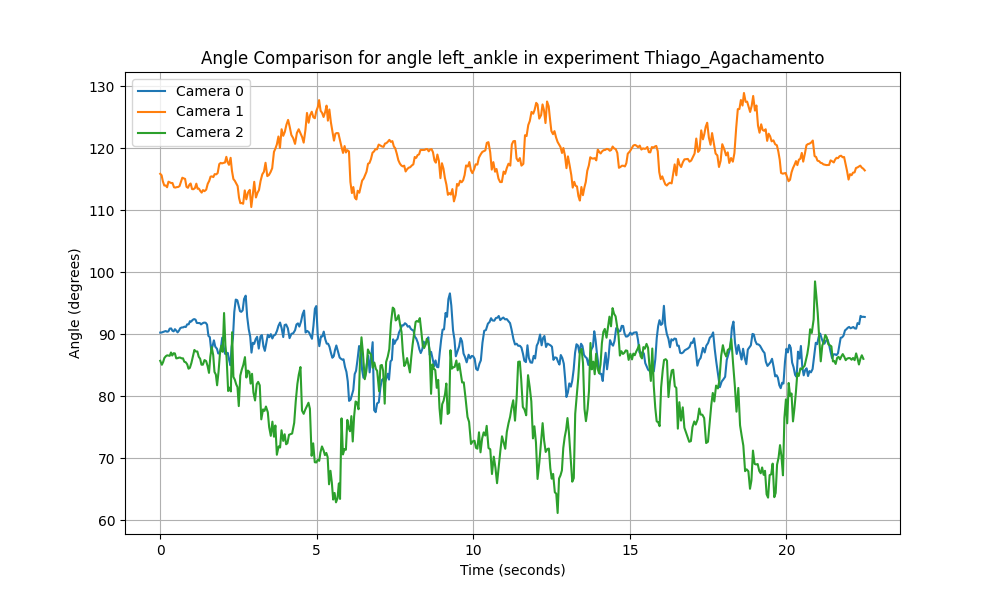 Angle Comparison for angle left_ankle in experiment Thiago_Agachamento
Camera 0
Camera 1
Camera 2
130
120
110
100
90
80
70
60
Angle (degrees)
0 5 10 15 20
Time (seconds)